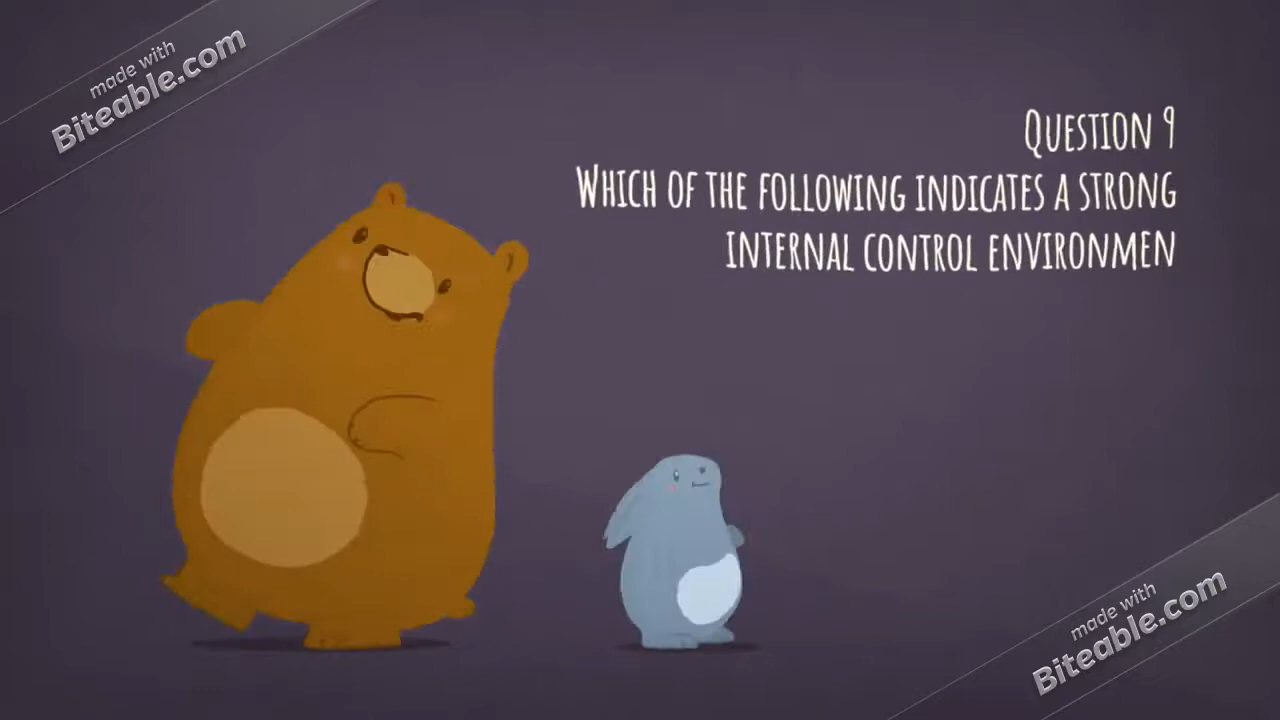 made with
Biteable.com
Question 9
Which of the following indicates a strong
internal control environmen
made with
Biteable.com